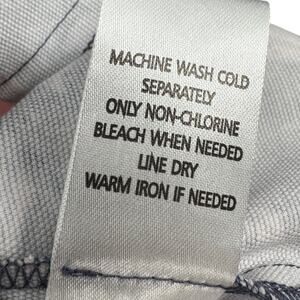 MACHINE WASH COLD
SEPARATELY
ONLY NON-CHLORINE
BLEACH WHEN NEEDED
LINE DRY
WARM IRON IF NEEDED